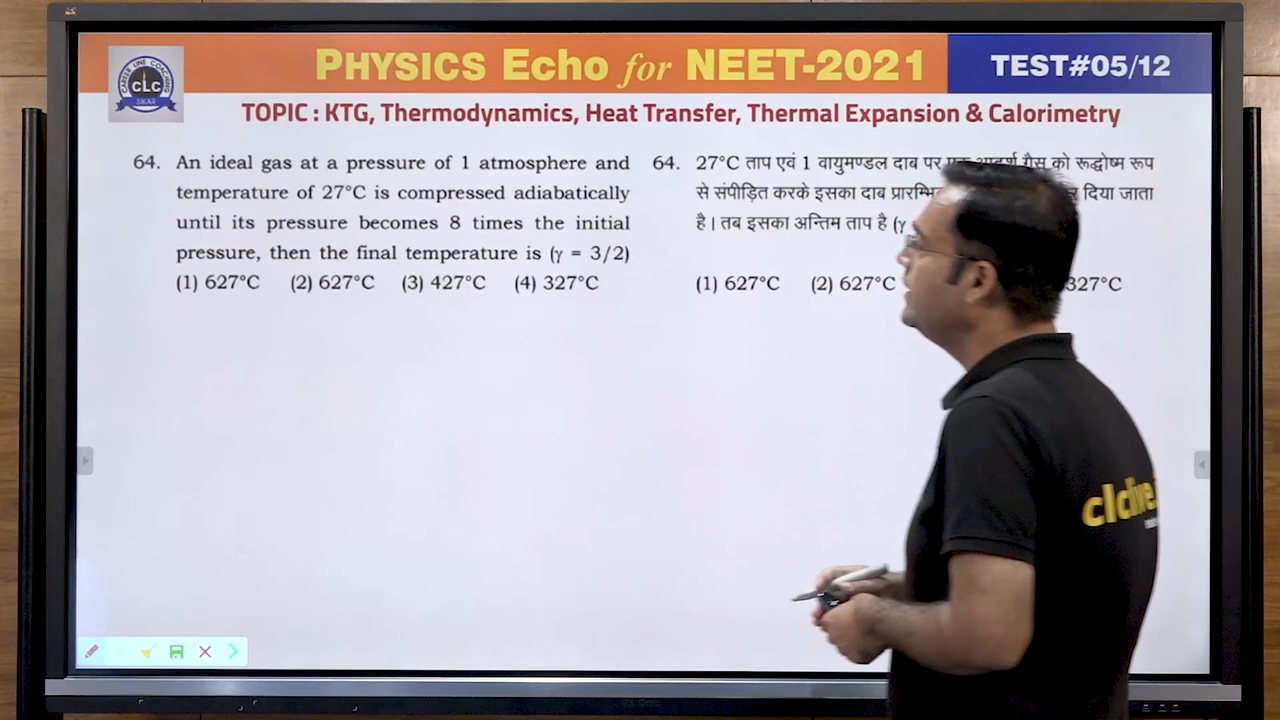 PHYSICS Echo for NEET-2021
TEST#05/12
CLC
SIKAR
TOPIC : KTG, Thermodynamics, Heat Transfer, Thermal Expansion & Calorimetry
64. An ideal gas at a pressure of 1 atmosphere and
temperature of 27°C is compressed adiabatically
until its pressure becomes 8 times the initial
pressure, then the final temperature is (γ = 3/2)
(1) 627°C (2) 627°C (3) 427°C (4) 327°C
64. 27°C ताप एवं 1 वायुमण्डल दाब पर गैस को रूद्धोष्म रूप
से संपीड़ित करके इसका दाब दिया जाता
है। तब इसका अन्तिम ताप है (γ
(1) 627°C (2) 627°C 327°C